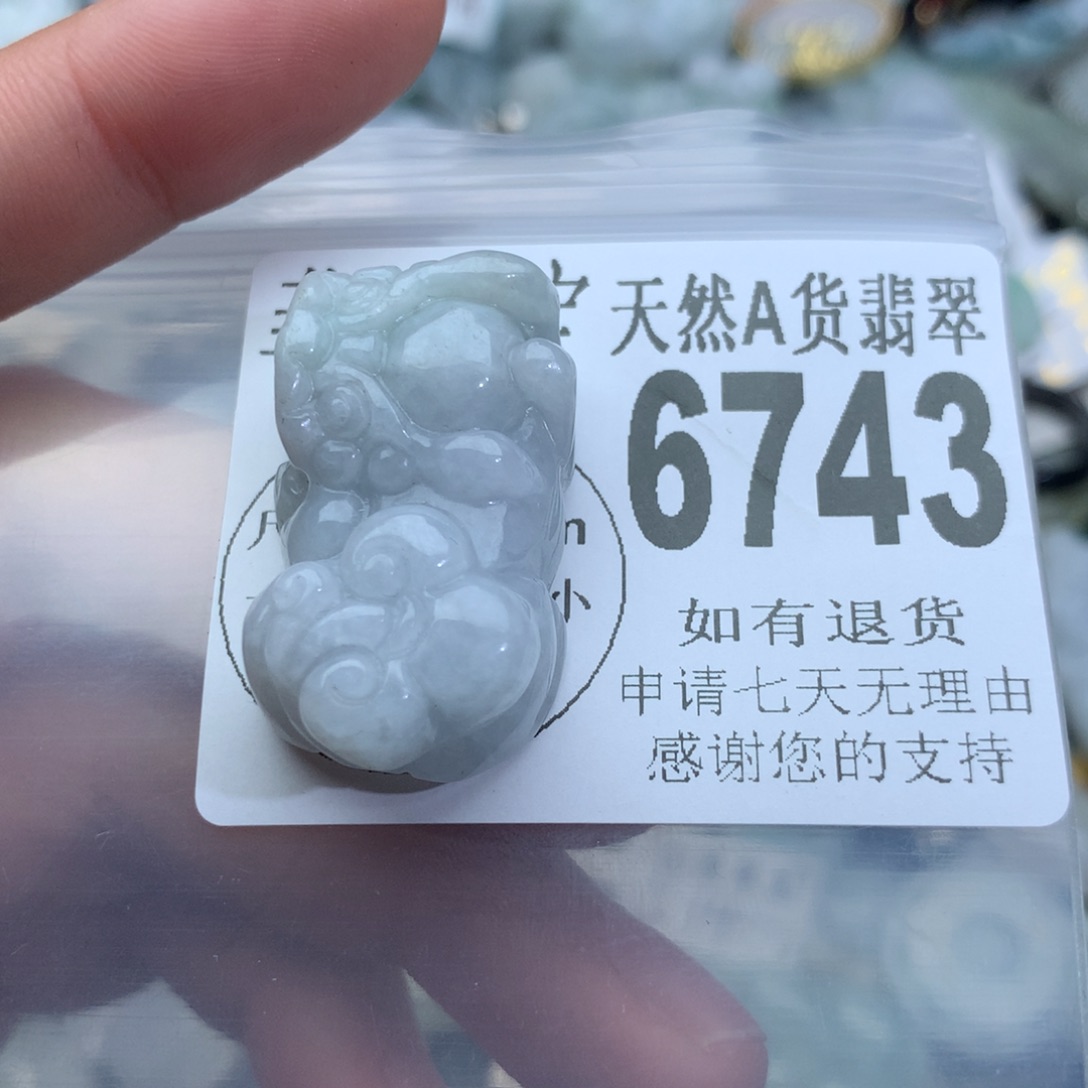 天然A货翡翠
6743
小
如有退货
申请七天无理由
感谢您的支持